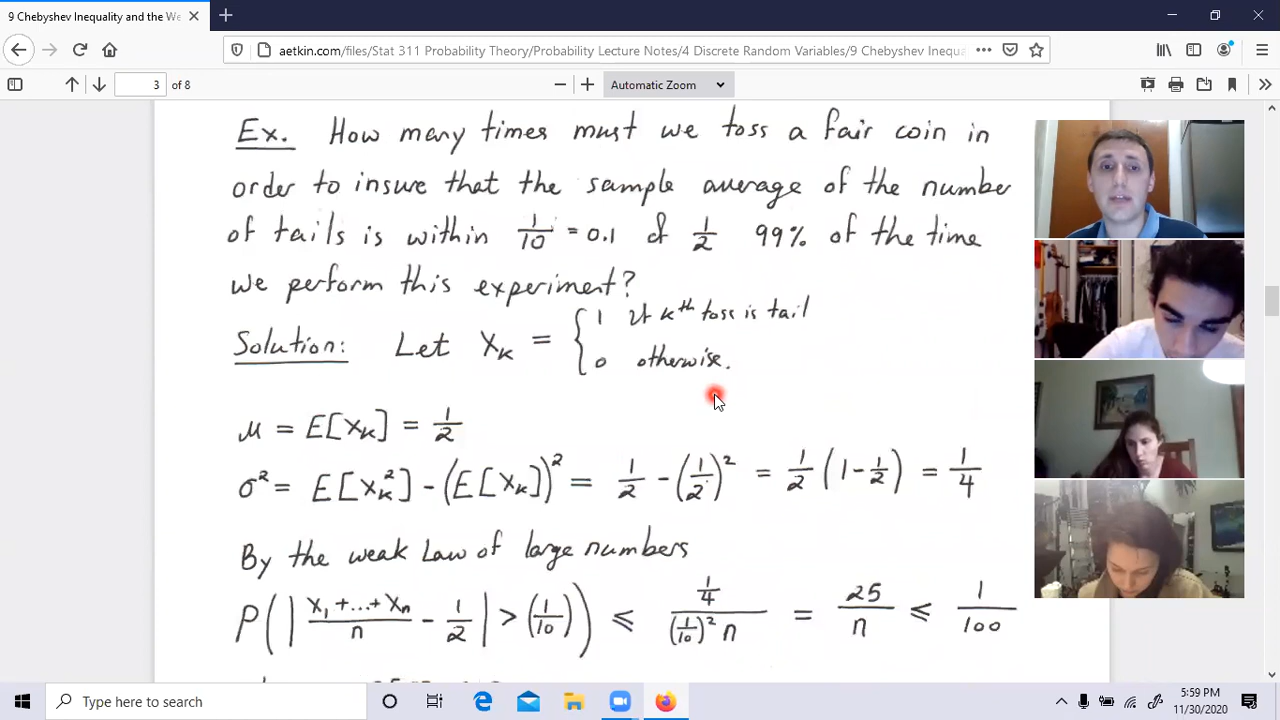 9 Chebyshev Inequality and the We
aetkin.com/files/Stat 311 Probability Theory/Probability Lecture Notes/4 Discrete Random Variables/9 Chebyshev Inequa
3 of 8
Automatic Zoom
Ex. How many times must we toss a fair coin in
order to insure that the sample average of the number
of tails is within 1/10 = 0.1 of 1/2 99% of the time
we perform this experiment?
Solution: Let X_K = { 1 if Kth toss is tail
0 otherwise.
μ = E[X_K] = 1/2
σ² = E[X_K²] - (E[X_K])² = 1/2 - (1/2)² = 1/2 (1 - 1/2) = 1/4
By the weak Law of large numbers
P( | (X_1 + ... + X_n)/n - 1/2 | > (1/10) ) ≤ (1/4)/((1/10)² n) = 25/n ≤ 1/100
Type here to search
5:59 PM
11/30/2020